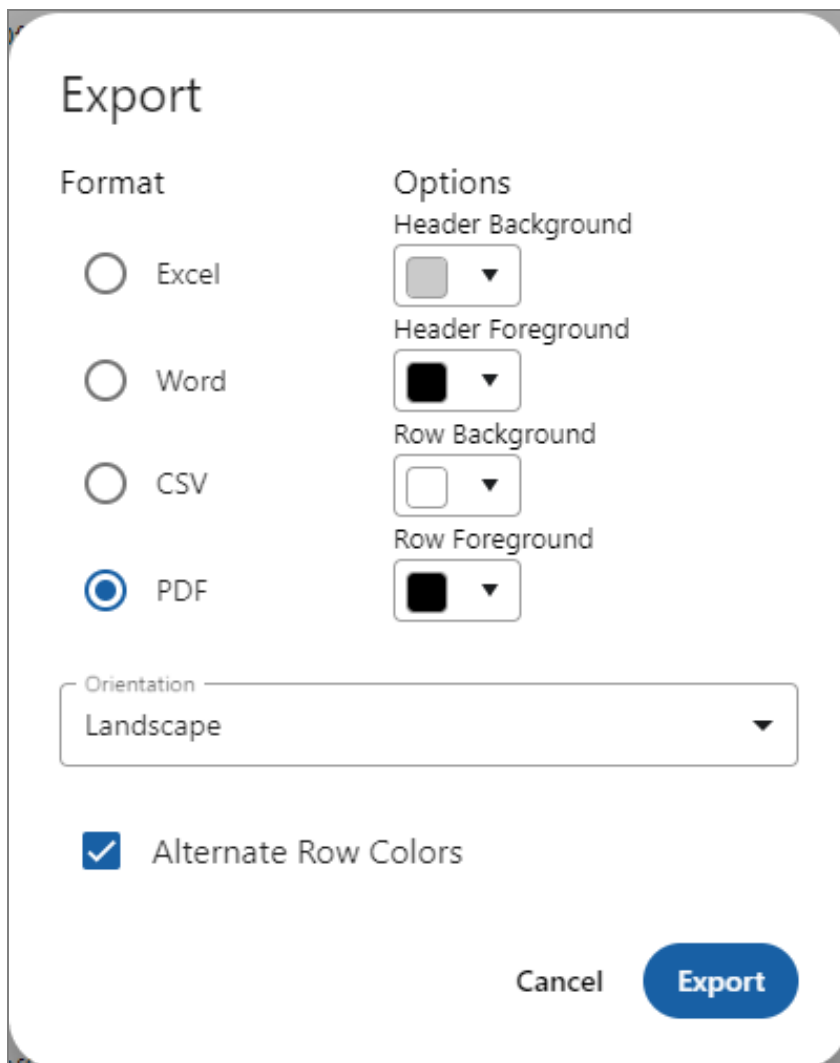 Export
Format
Options
Header Background
Excel
Header Foreground
Word
Row Background
CSV
Row Foreground
PDF
Orientation
Landscape
Alternate Row Colors
Cancel
Export